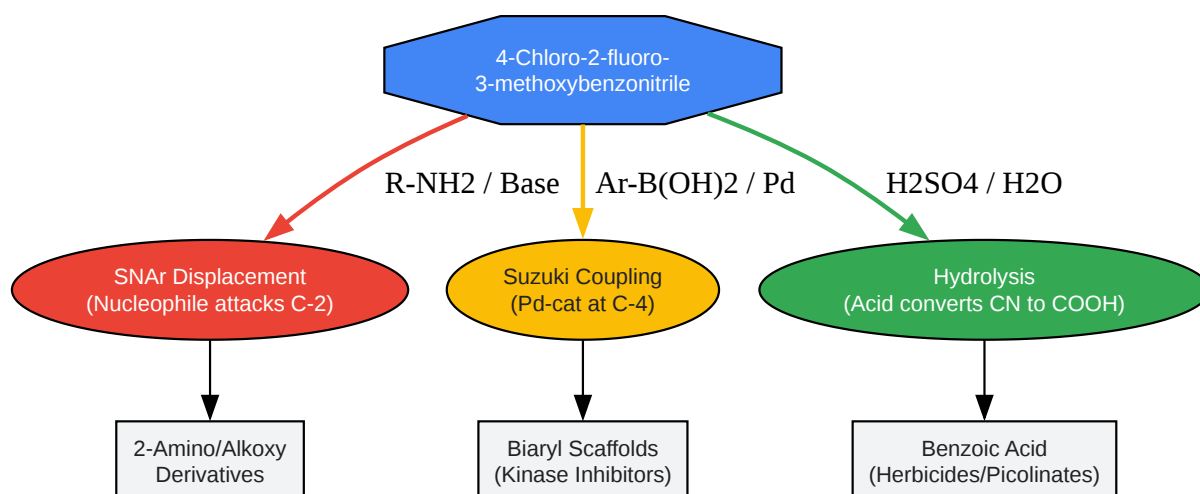 4-Chloro-2-fluoro-
3-methoxybenzonitrile
R-NH2 / Base
Ar-B(OH)2 / Pd
H2SO4 / H2O
SNAr Displacement
(Nucleophile attacks C-2)
Suzuki Coupling
(Pd-cat at C-4)
Hydrolysis
(Acid converts CN to COOH)
2-Amino/Alkoxy
Derivatives
Biaryl Scaffolds
(Kinase Inhibitors)
Benzoic Acid
(Herbicides/Picolinates)